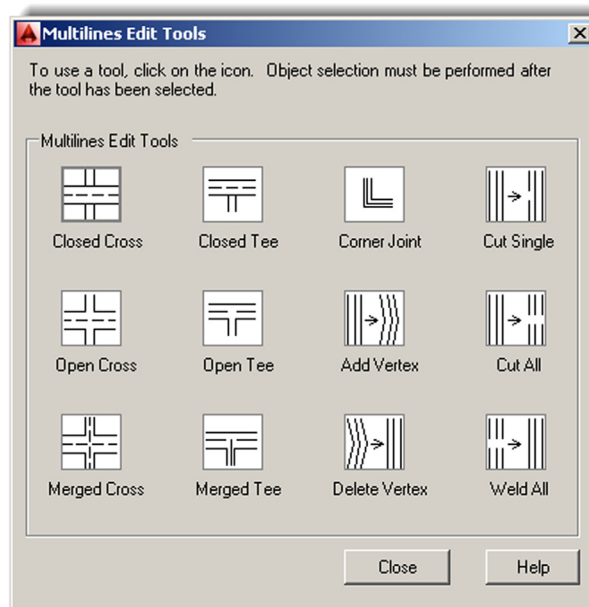 Multilines Edit Tools
To use a tool, click on the icon. Object selection must be performed after
the tool has been selected.
Multilines Edit Tools
Closed Cross Closed Tee Corner Joint Cut Single
Open Cross Open Tee Add Vertex Cut All
Merged Cross Merged Tee Delete Vertex Weld All
Close Help